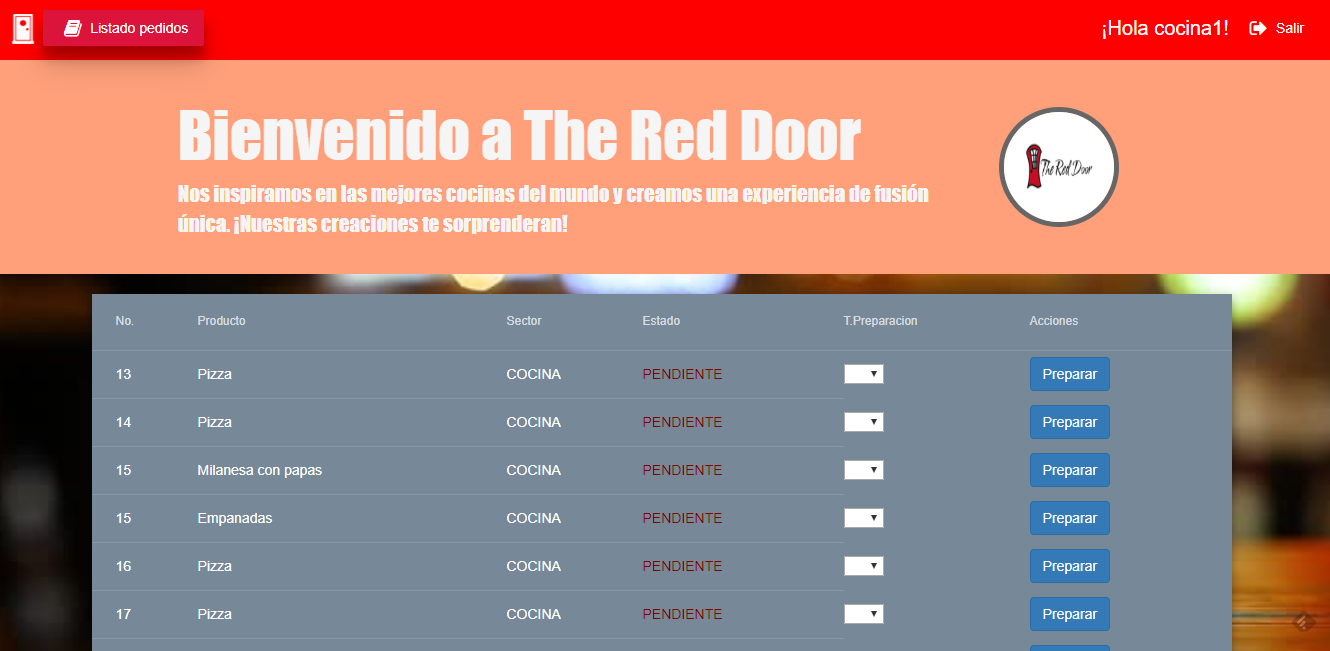 Listado pedidos
¡Hola cocina1!
Salir
Bienvenido a The Red Door
Nos inspiramos en las mejores cocinas del mundo y creamos una experiencia de fusión
única. ¡Nuestras creaciones te sorprenderan!
The Red Door
No. Producto Sector Estado T.Preparacion Acciones
13 Pizza COCINA PENDIENTE Preparar
14 Pizza COCINA PENDIENTE Preparar
15 Milanesa con papas COCINA PENDIENTE Preparar
15 Empanadas COCINA PENDIENTE Preparar
16 Pizza COCINA PENDIENTE Preparar
17 Pizza COCINA PENDIENTE Preparar